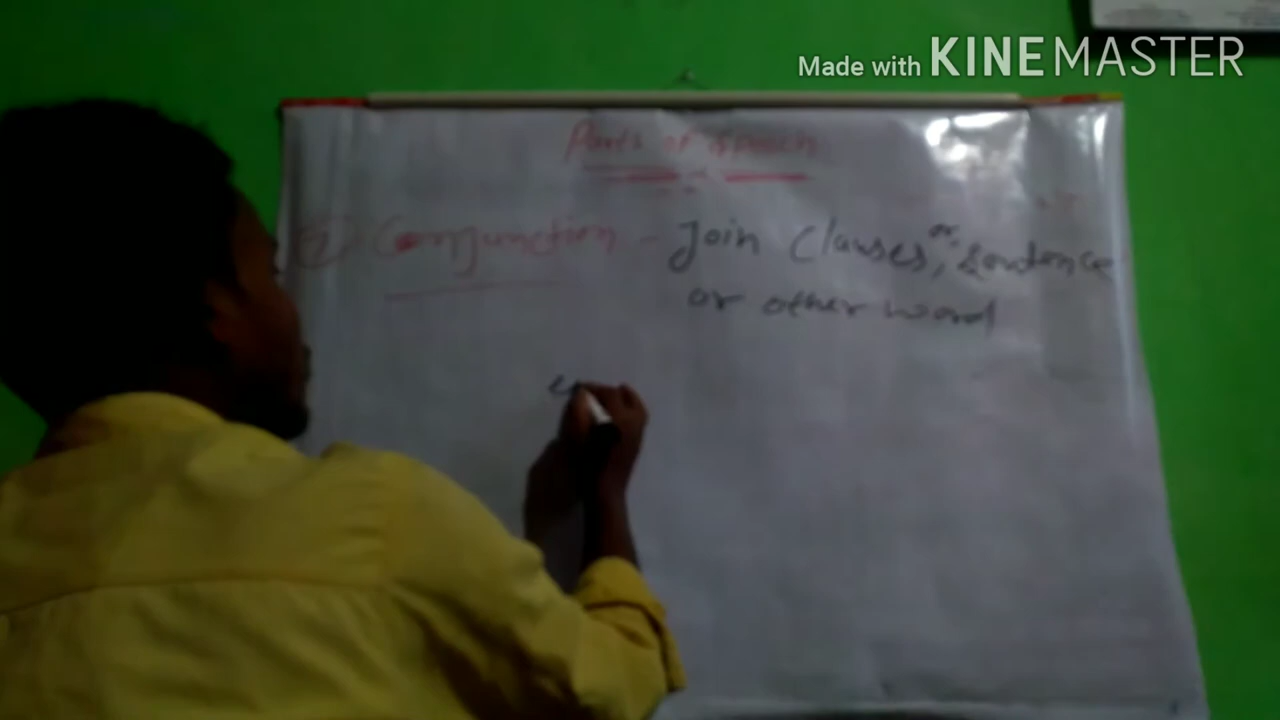 Made with KINEMASTER
Parts of speech
Conjunction - Join Clauses, or sentence
or other word